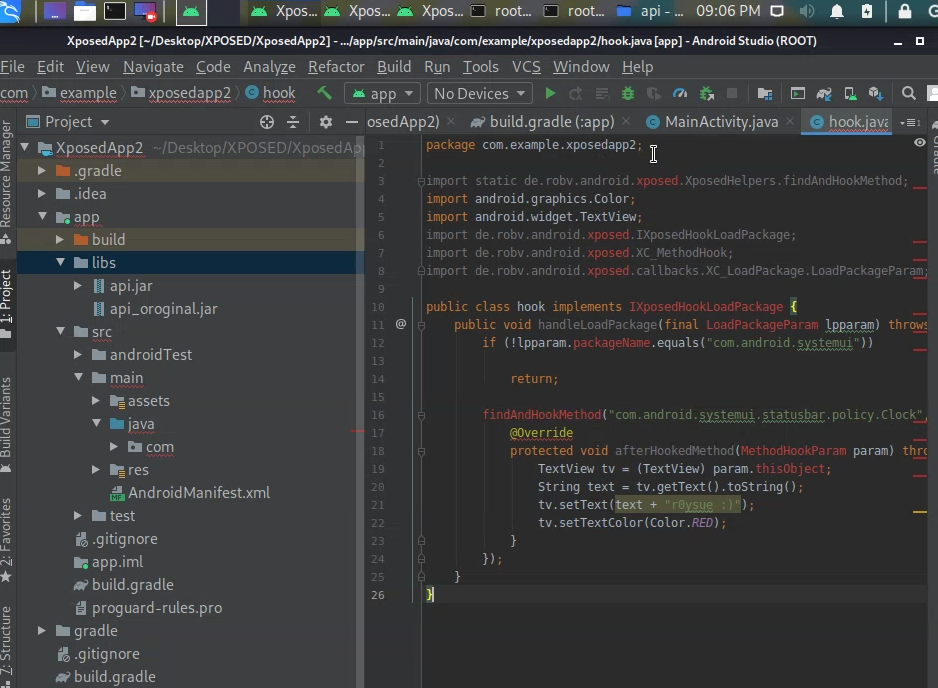 Xpos... Xpos... Xpos... root... root... api - ... 09:06 PM
XposedApp2 [~/Desktop/XPOSED/XposedApp2] - .../app/src/main/java/com/example/xposedapp2/hook.java [app] - Android Studio (ROOT)
File Edit View Navigate Code Analyze Refactor Build Run Tools VCS Window Help
com example xposedapp2 hook app No Devices
Project osedApp2) build.gradle (:app) MainActivity.java hook.java
Resource Manager
1: Project
Build Variants
2: Favorites
7: Structure
XposedApp2 ~/Desktop/XPOSED/XposedAp
.gradle
.idea
app
build
libs
api.jar
api_oroginal.jar
src
androidTest
main
assets
java
com
res
AndroidManifest.xml
test
.gitignore
app.iml
build.gradle
proguard-rules.pro
gradle
.gitignore
build.gradle
1 package com.example.xposedapp2;
2
3 import static de.robv.android.xposed.XposedHelpers.findAndHookMethod;
4 import android.graphics.Color;
5 import android.widget.TextView;
6 import de.robv.android.xposed.IXposedHookLoadPackage;
7 import de.robv.android.xposed.XC_MethodHook;
8 import de.robv.android.xposed.callbacks.XC_LoadPackage.LoadPackageParam;
9
10 public class hook implements IXposedHookLoadPackage {
11 @ public void handleLoadPackage(final LoadPackageParam lpparam) throws
12 if (!lpparam.packageName.equals("com.android.systemui"))
13
14 return;
15
16 findAndHookMethod("com.android.systemui.statusbar.policy.Clock",
17 @Override
18 protected void afterHookedMethod(MethodHookParam param) thro
19 TextView tv = (TextView) param.thisObject;
20 String text = tv.getText().toString();
21 tv.setText(text + "r0ysue :)");
22 tv.setTextColor(Color.RED);
23 }
24 });
25 }
26 }